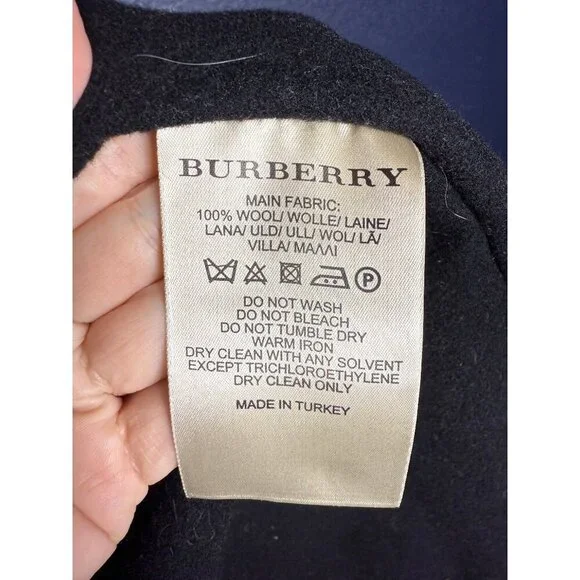 BURBERRY
MAIN FABRIC:
100% WOOL/ WOLLE/ LAINE/
LANA/ ULD/ ULL/ WOL/ LÃ/
VILLA/ ΜΑΛΛΙ
P
DO NOT WASH
DO NOT BLEACH
DO NOT TUMBLE DRY
WARM IRON
DRY CLEAN WITH ANY SOLVENT
EXCEPT TRICHLOROETHYLENE
DRY CLEAN ONLY
MADE IN TURKEY